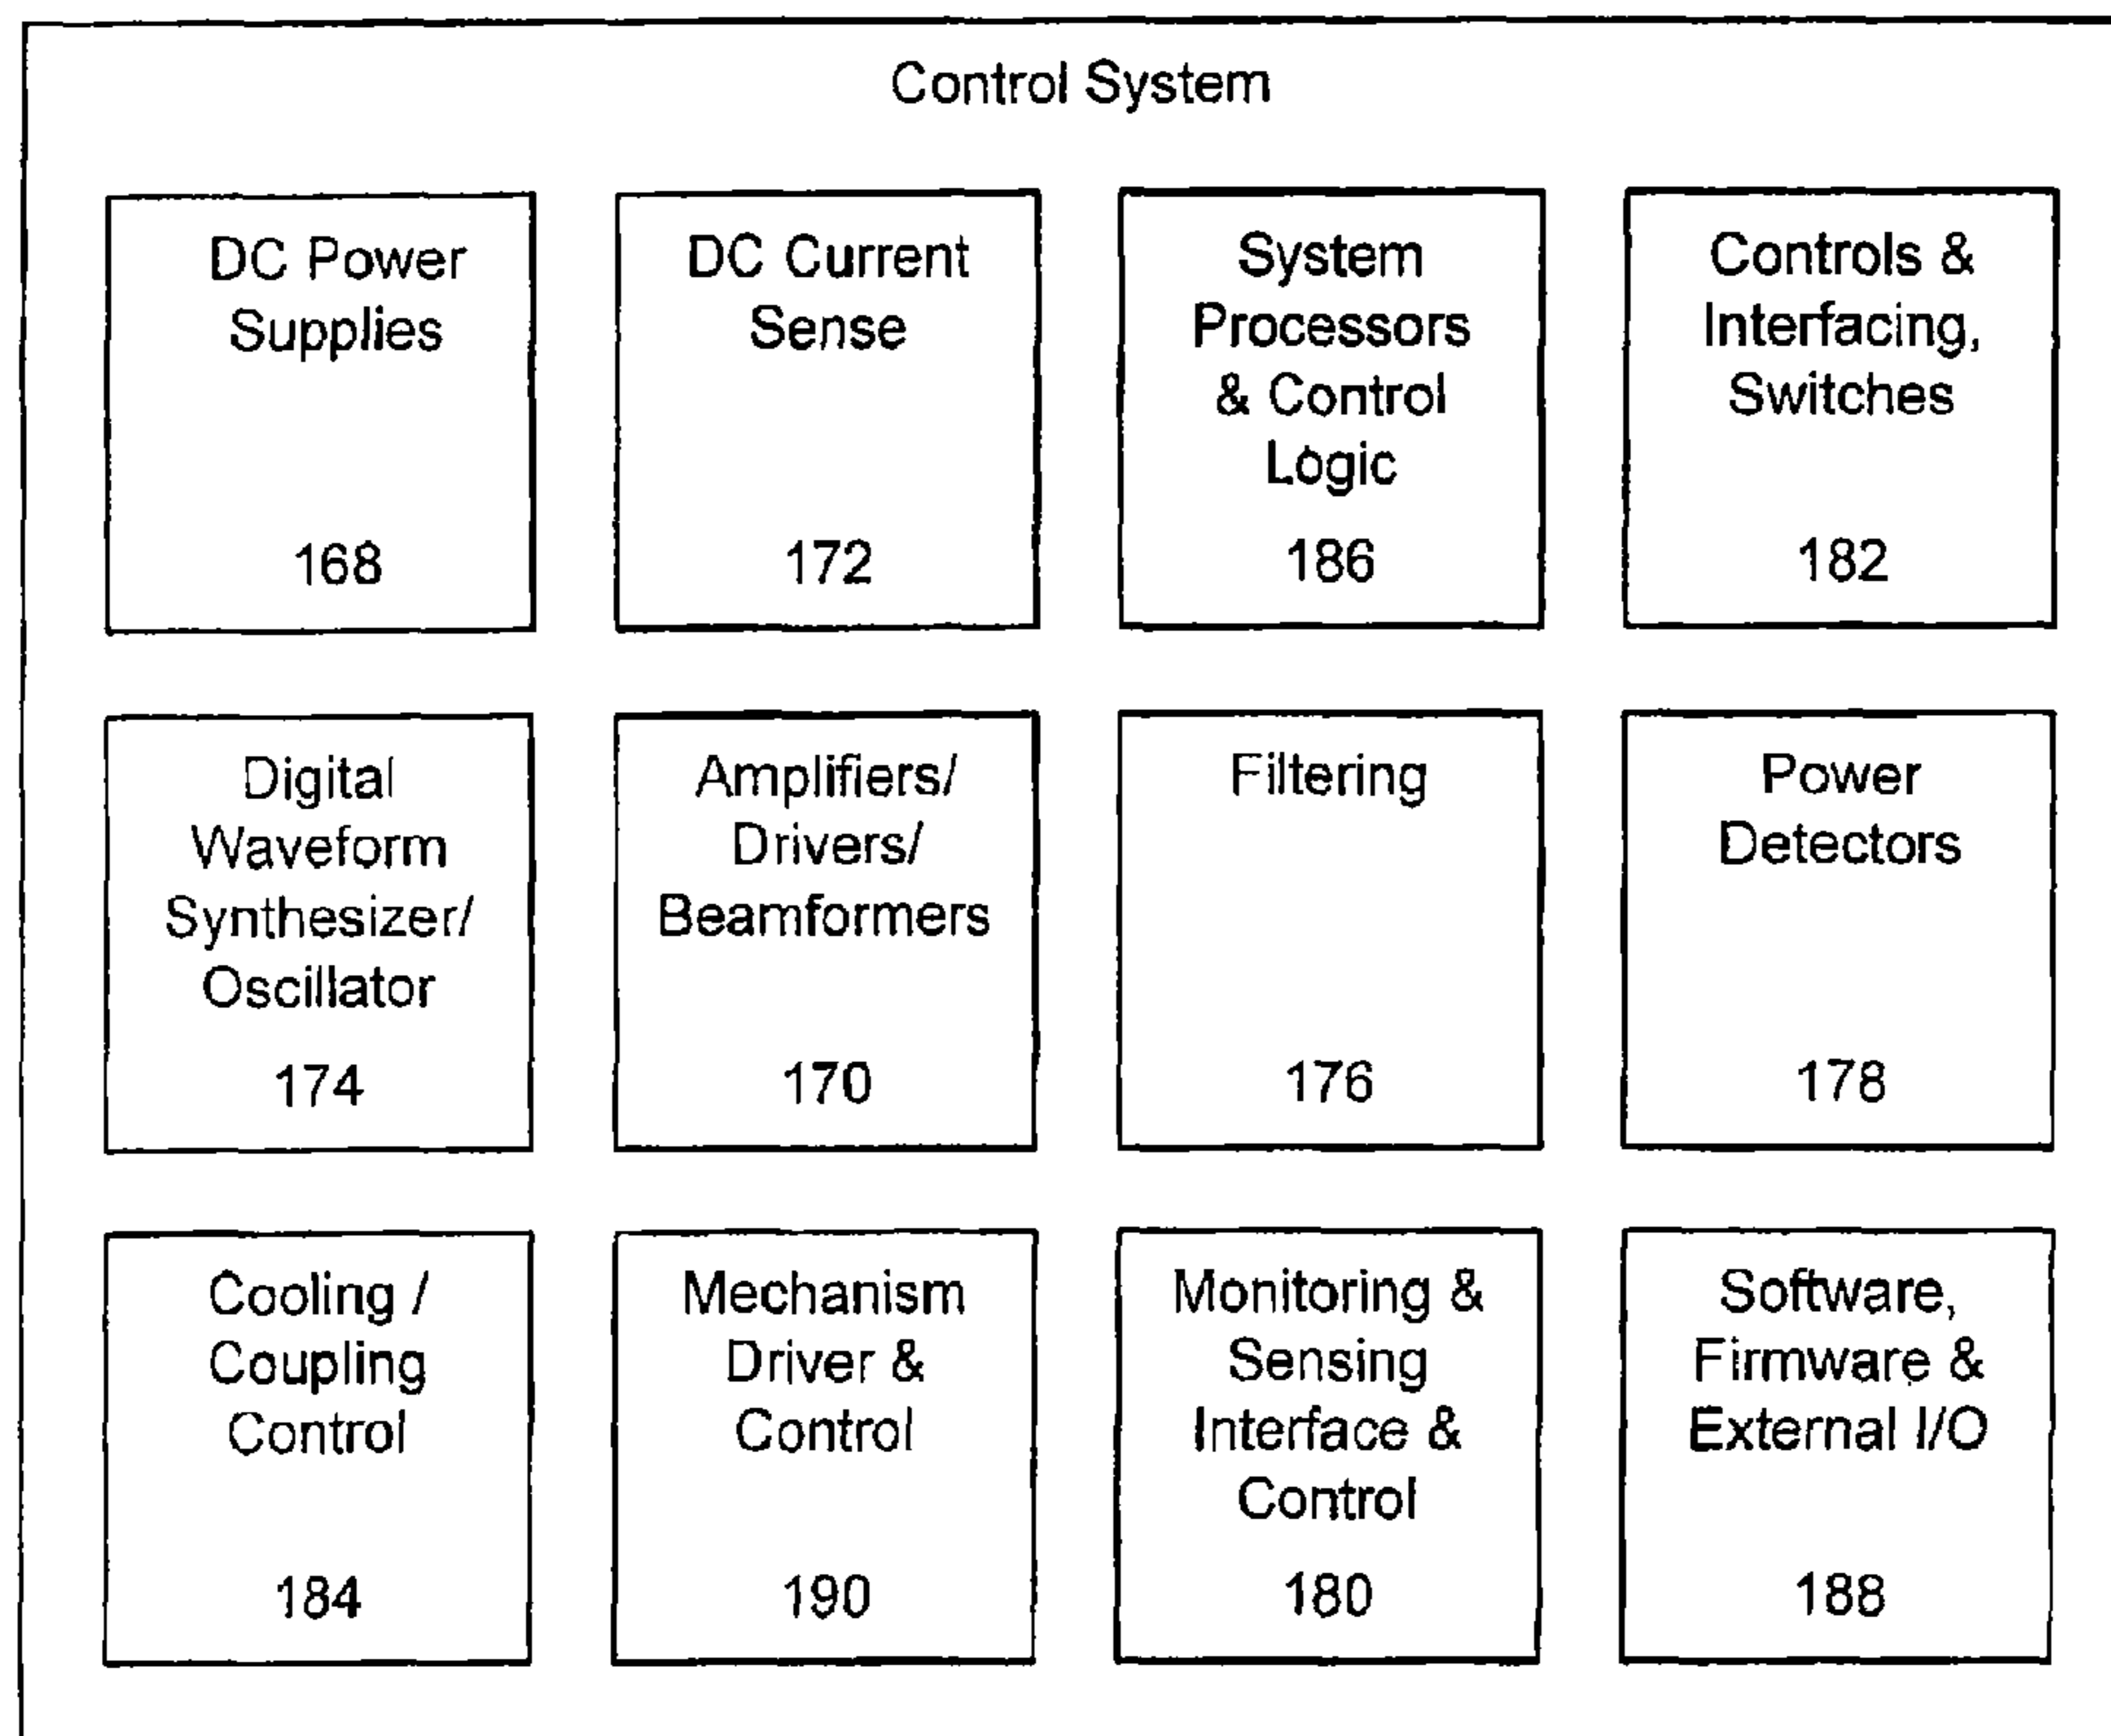 Control System
DC Power
Supplies
168
DC Current
Sense
172
System
Processors
& Control
Logic
186
Controls &
Interfacing,
Switches
182
Digital
Waveform
Synthesizer/
Oscillator
174
Amplifiers/
Drivers/
Beamformers
170
Filtering
176
Power
Detectors
178
Cooling /
Coupling
Control
184
Mechanism
Driver &
Control
190
Monitoring &
Sensing
Interface &
Control
180
Software,
Firmware &
External I/O
188